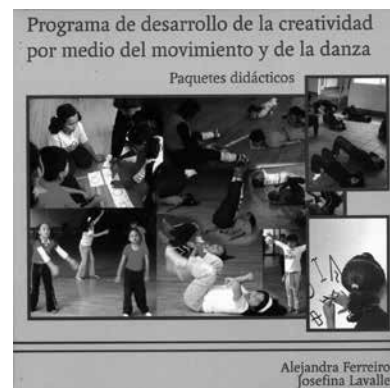 Programa de desarrollo de la creatividad
por medio del movimiento y de la danza
Paquetes didácticos
Alejandra Ferreiro
Josefina Lavalle